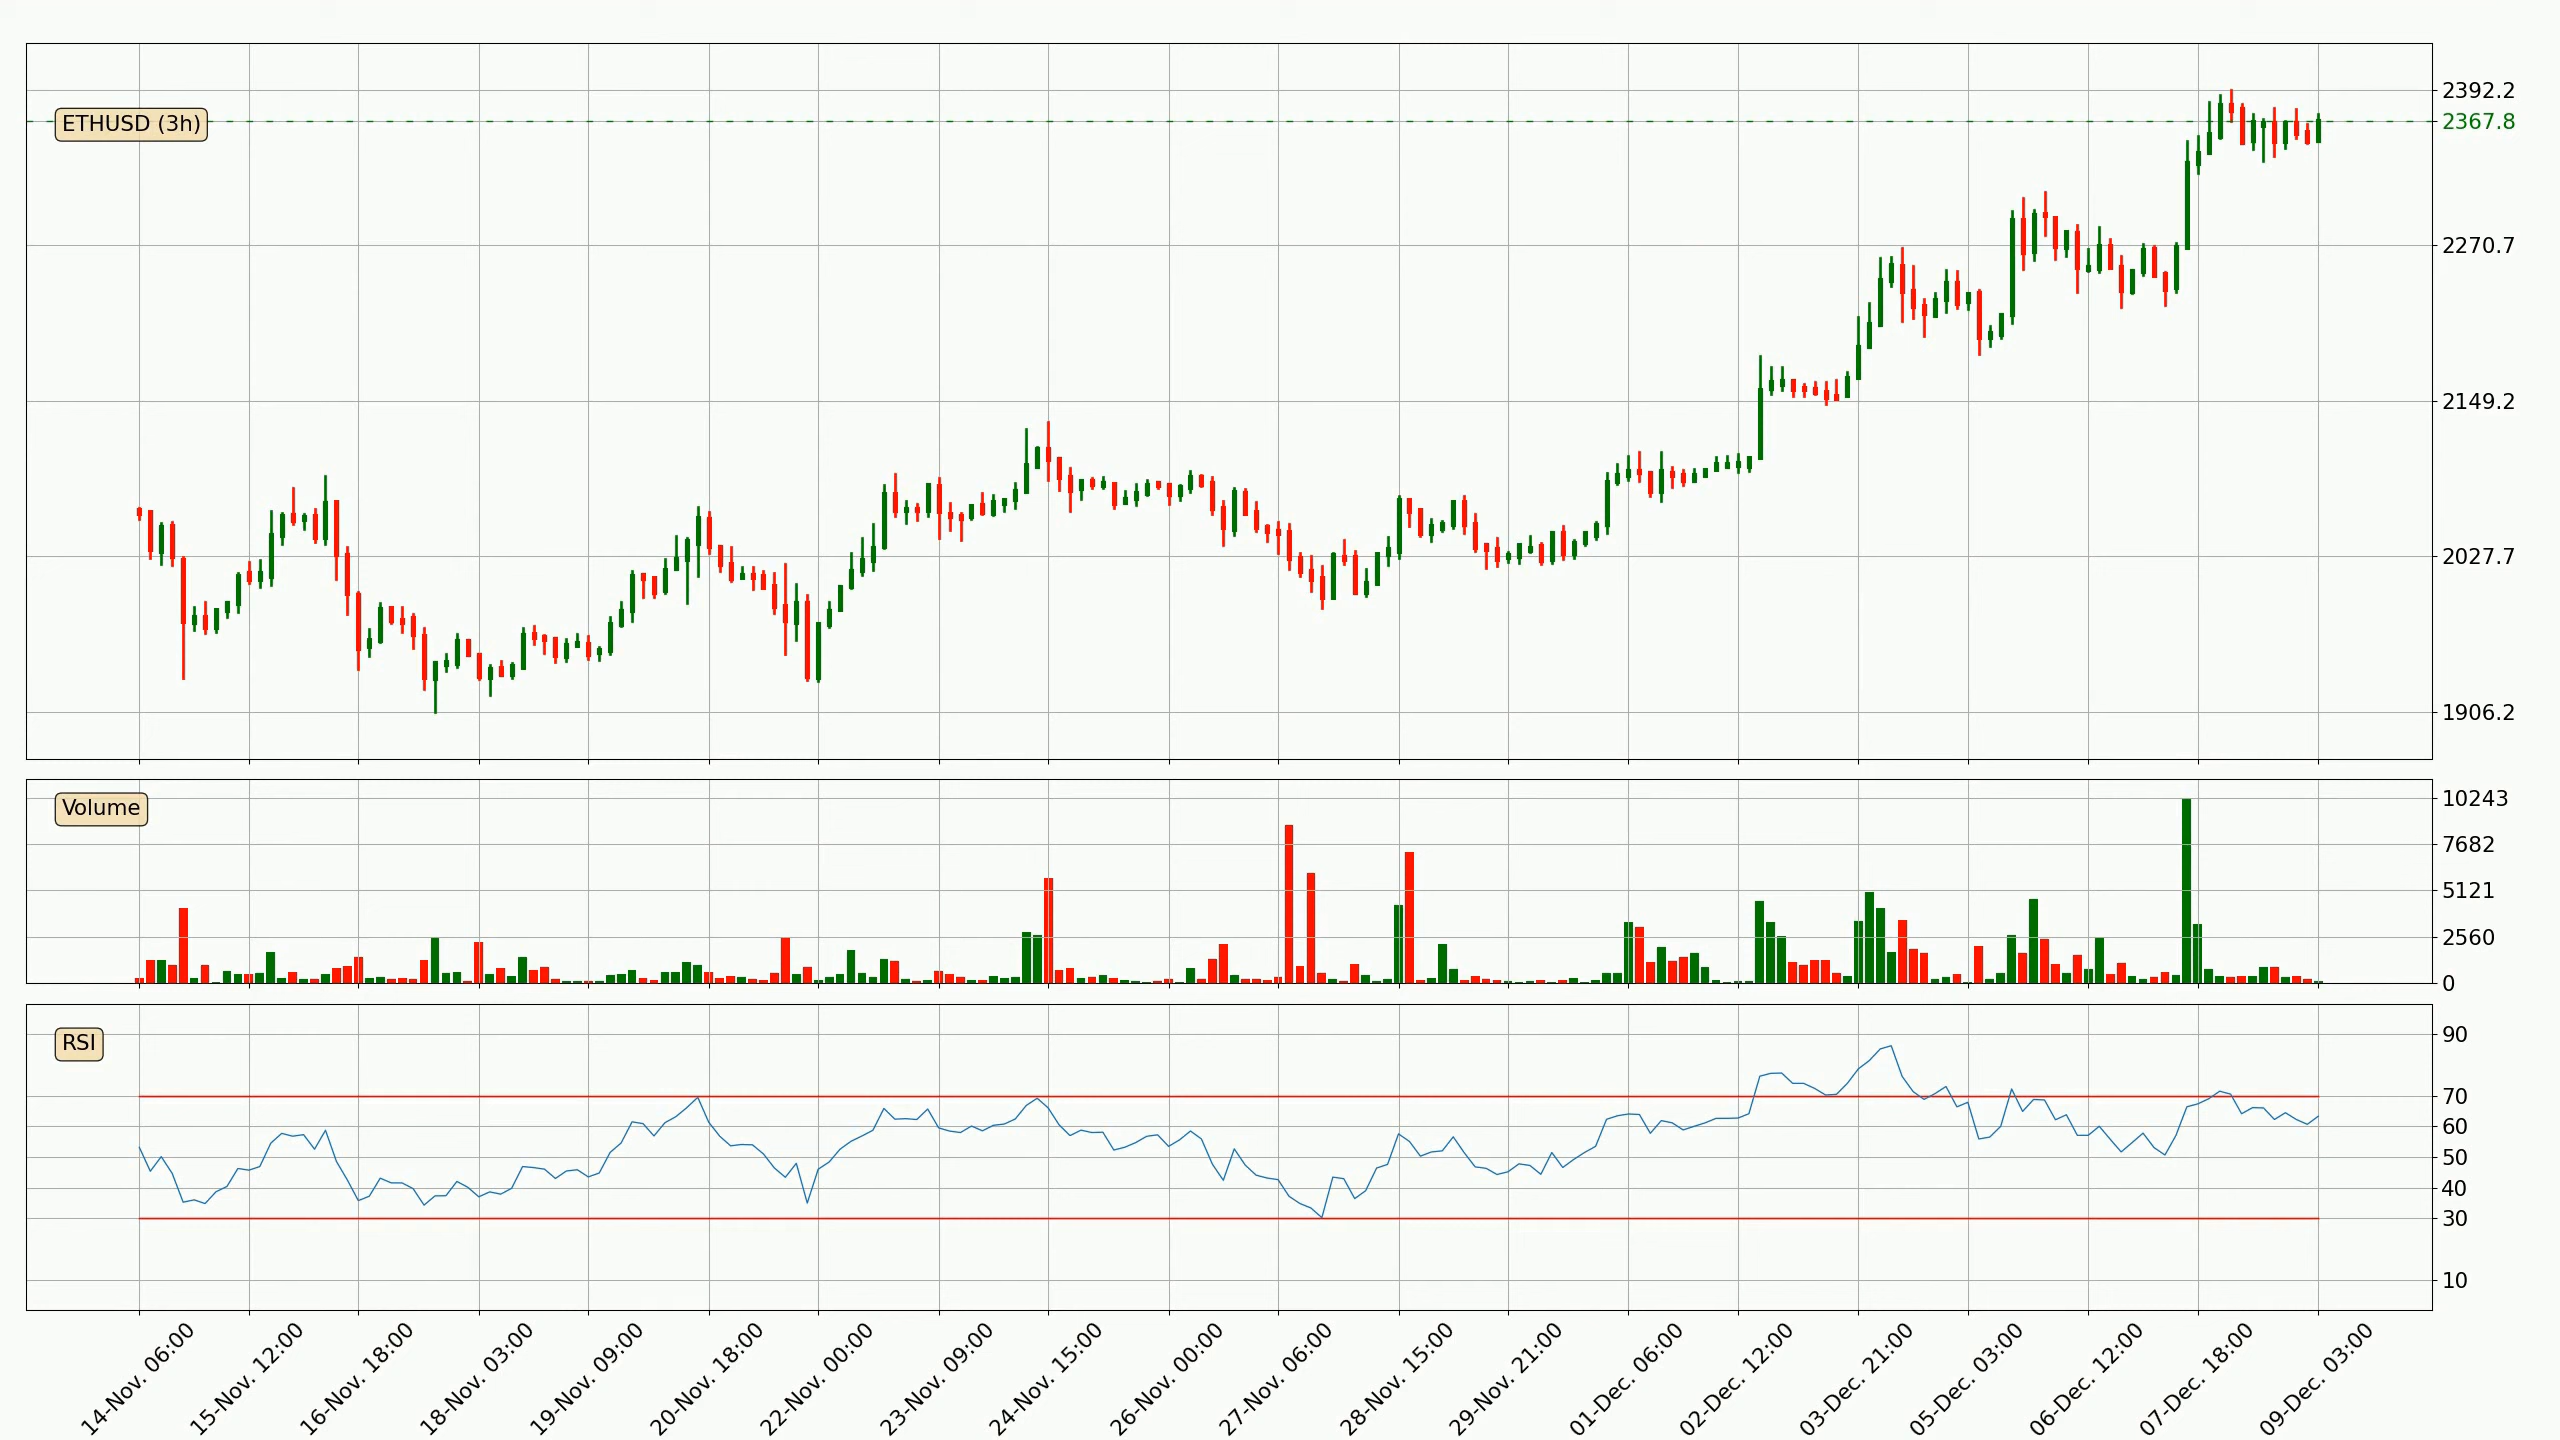 ETHUSD (3h)
2392.2
2367.8
2270.7
2149.2
2027.7
1906.2
Volume
10243
7682
5121
2560
0
RSI
90
70
60
50
40
30
10
14-Nov. 06:00
15-Nov. 12:00
16-Nov. 18:00
18-Nov. 03:00
19-Nov. 09:00
20-Nov. 18:00
22-Nov. 00:00
23-Nov. 09:00
24-Nov. 15:00
26-Nov. 00:00
27-Nov. 06:00
28-Nov. 15:00
29-Nov. 21:00
01-Dec. 06:00
02-Dec. 12:00
03-Dec. 21:00
05-Dec. 03:00
06-Dec. 12:00
07-Dec. 18:00
09-Dec. 03:00